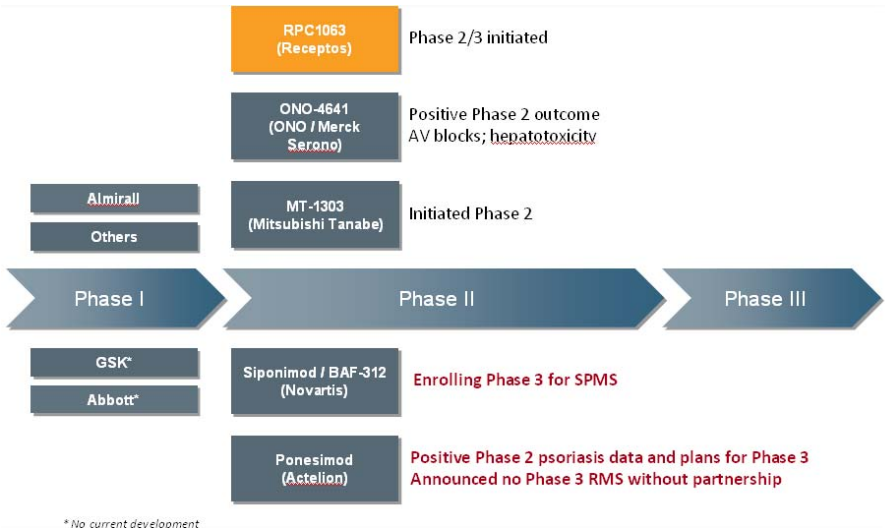 RPC1063
(Receptos)
Phase 2/3 initiated
ONO-4641
(ONO / Merck
Serono)
Positive Phase 2 outcome
AV blocks; hepatotoxicity
Almirall
Others
MT-1303
(Mitsubishi Tanabe)
Initiated Phase 2
Phase I
Phase II
Phase III
GSK*
Abbott*
Siponimod / BAF-312
(Novartis)
Enrolling Phase 3 for SPMS
Ponesimod
(Actelion)
Positive Phase 2 psoriasis data and plans for Phase 3
Announced no Phase 3 RMS without partnership
* No current development